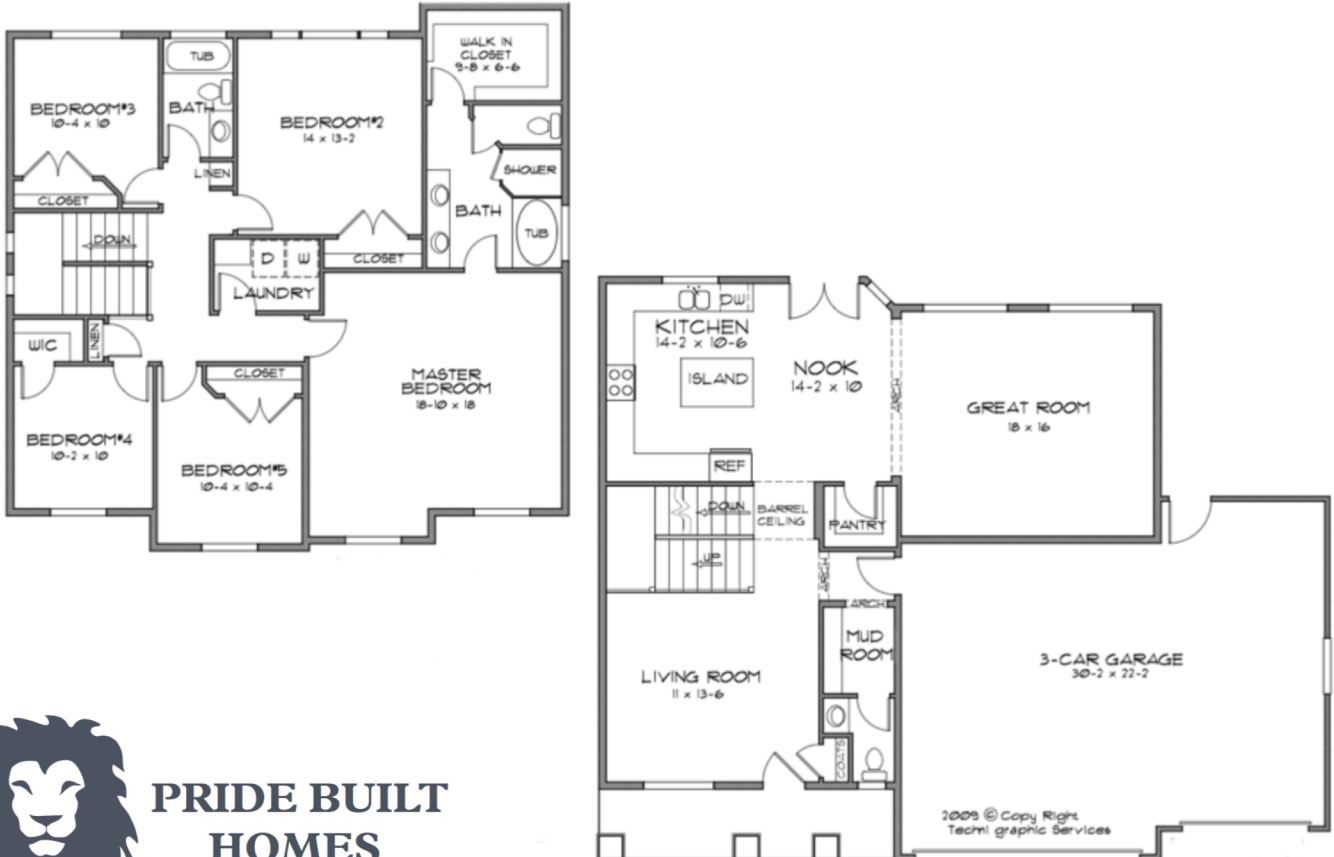 WALK IN
CLOSET
9-8 x 6-6
TUB
BEDROOM#3
10-4 x 10
BATH
BEDROOM#2
14 x 13-2
LINEN
SHOWER
CLOSET
BATH
TUB
DOWN
D W
CLOSET
LAUNDRY
WIC
LINEN
CLOSET
MASTER
BEDROOM
18-10 x 18
BEDROOM#4
10-2 x 10
BEDROOM#5
10-4 x 10-4
DW
KITCHEN
14-2 x 10-6
ISLAND
NOOK
14-2 x 10
ARCH
GREAT ROOM
18 x 16
REF
DOWN
BARREL
CEILING
PANTRY
UP
ARCH
ARCH
MUD
ROOM
LIVING ROOM
11 x 13-6
3-CAR GARAGE
30-2 x 22-2
COATS
2009 © Copy Right
Techni graphic Services
PRIDE BUILT
HOMES